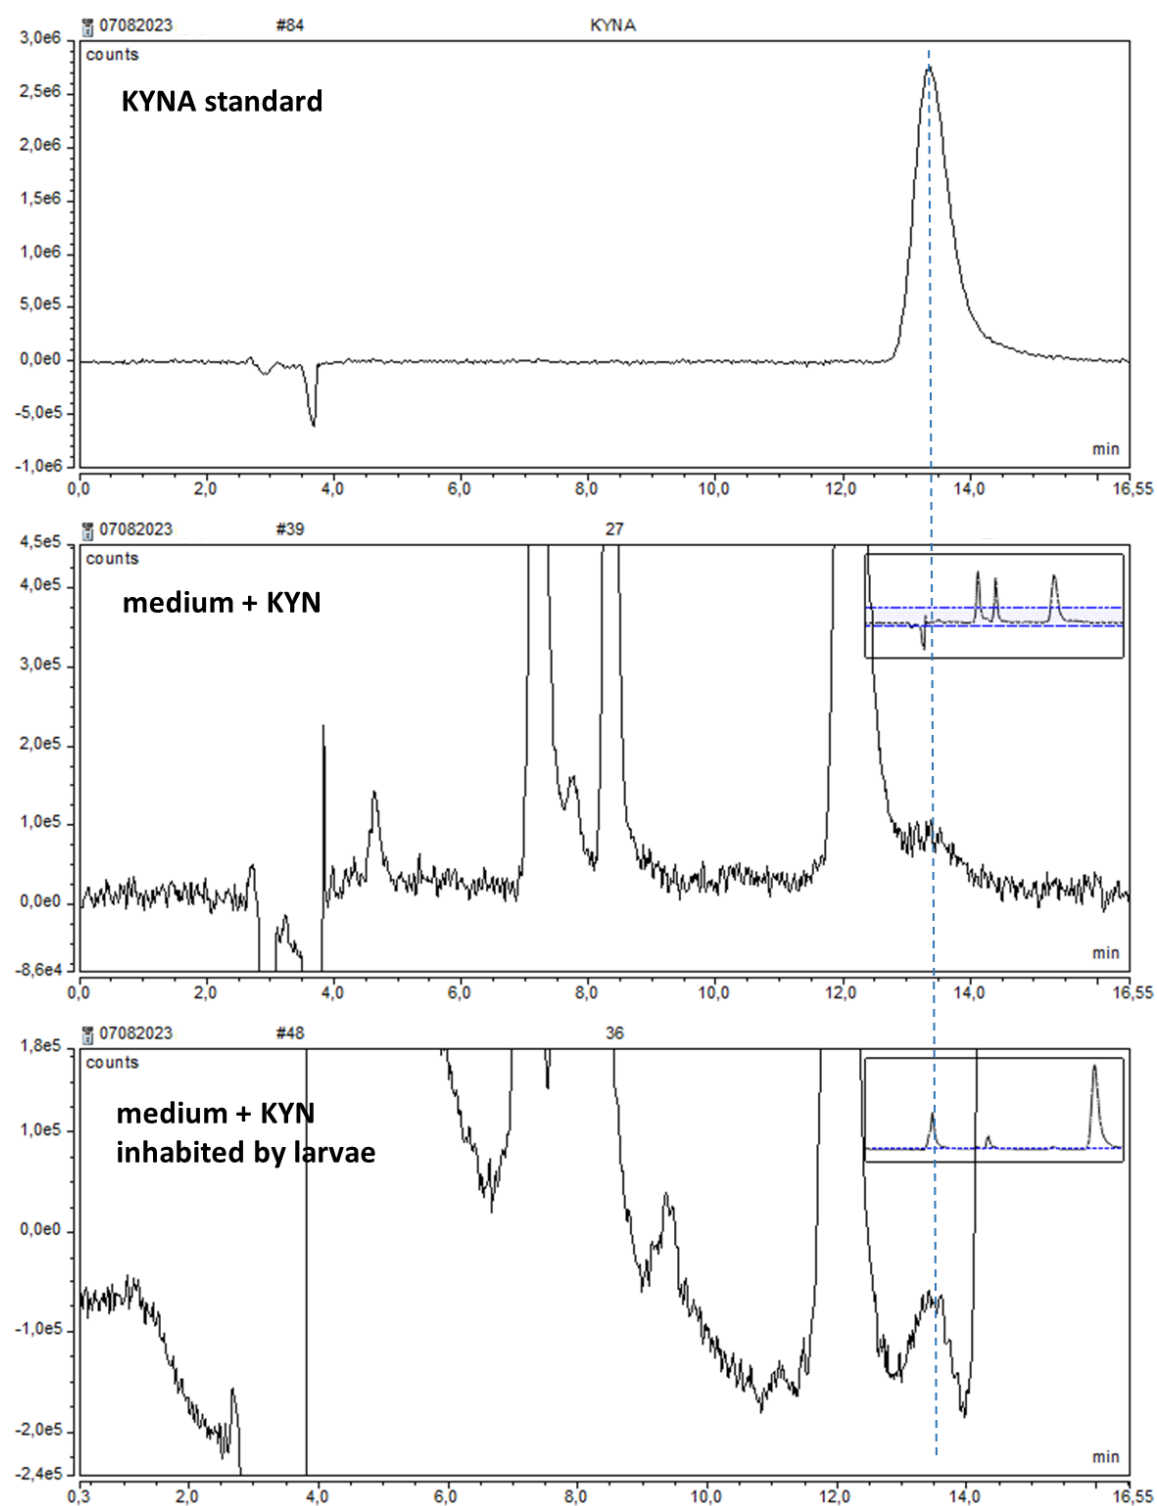 07082023 #84 KYNA
3,0e6
counts
KYNA standard
2,5e6
2,0e6
1,5e6
1,0e6
5,0e5
0,0e0
-5,0e5
min
-1,0e6
0,0 2,0 4,0 6,0 8,0 10,0 12,0 14,0 16,55
07082023 #39 27
4,5e5
counts
4,0e5
medium + KYN
3,0e5
2,0e5
1,0e5
0,0e0
min
-8,6e4
0,0 2,0 4,0 6,0 8,0 10,0 12,0 14,0 16,55
07082023 #48 36
1,8e5
counts
medium + KYN
1,0e5
inhabited by larvae
0,0e0
-1,0e5
-2,0e5
min
-2,4e5
0,3 2,0 4,0 6,0 8,0 10,0 12,0 14,0 16,55